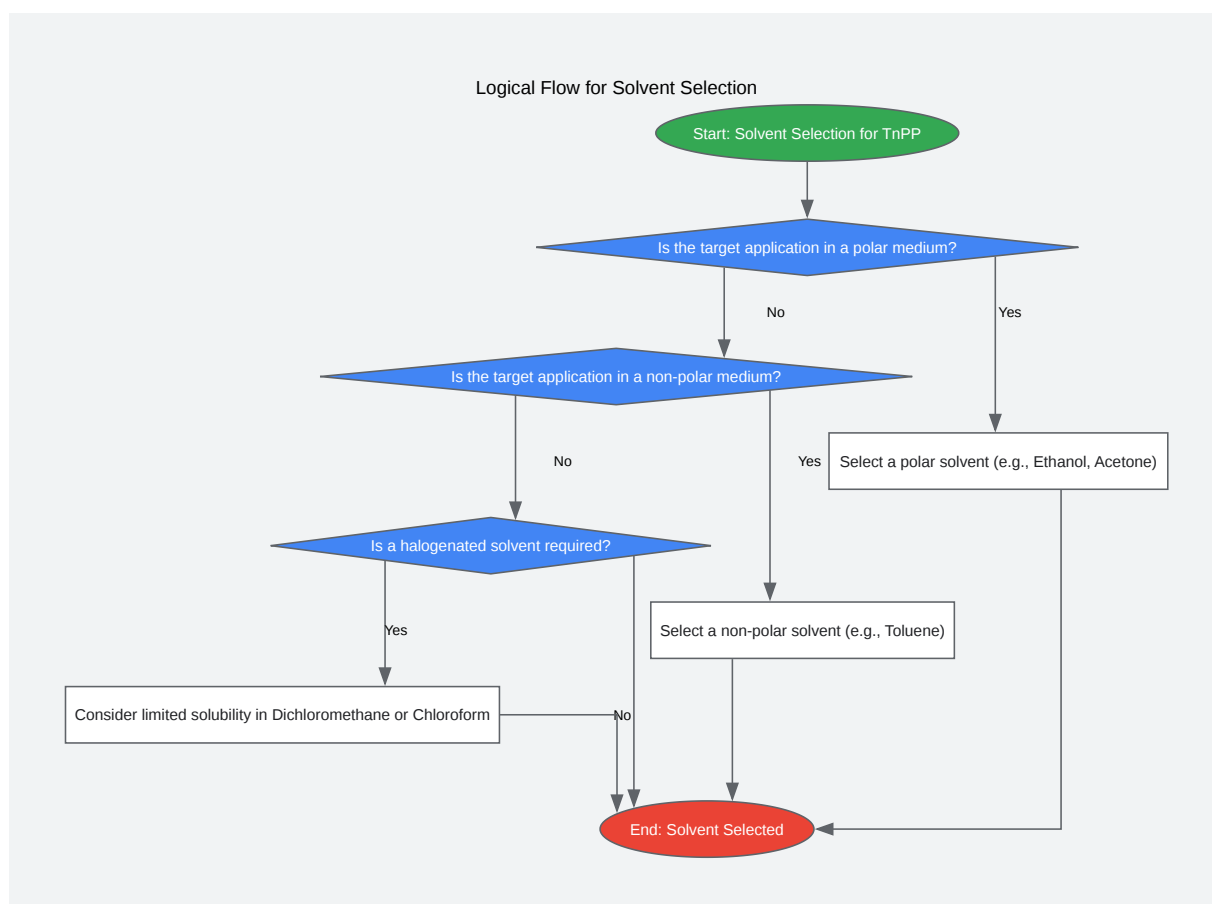 Logical Flow for Solvent Selection
Start: Solvent Selection for TnPP
Is the target application in a polar medium?
No
Yes
Is the target application in a non-polar medium?
No
Yes
Select a polar solvent (e.g., Ethanol, Acetone)
Is a halogenated solvent required?
Yes
Select a non-polar solvent (e.g., Toluene)
Consider limited solubility in Dichloromethane or Chloroform
No
End: Solvent Selected